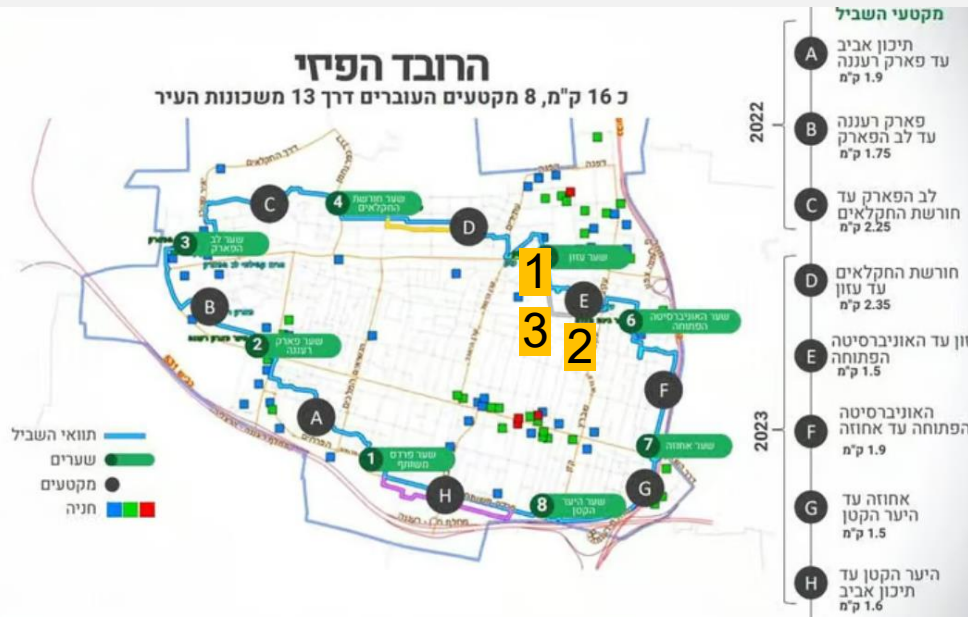 הרובד הפיזי
כ 16 ק"מ, 8 מקטעים העוברים דרך 13 משכונות העיר
מקטעי השביל
2022
A
תיכון אביב
עד פארק רעננה
1.9 ק"מ
B
פארק רעננה
עד לב הפארק
1.75 ק"מ
C
לב הפארק עד
חורשת החקלאים
2.25 ק"מ
2023
D
חורשת החקלאים
עד עזון
2.35 ק"מ
E
זון עד האוניברסיטה
הפתוחה
1.5 ק"מ
F
האוניברסיטה
הפתוחה עד אחוזה
1.9 ק"מ
G
אחוזה עד
היער הקטן
1.5 ק"מ
H
היער הקטן עד
תיכון אביב
1.6 ק"מ
דרך החקלאים
C
4
שער חורשת
החקלאים
D
3
שער לב
הפארק
שער עזון
1
B
E
3
2
6
שער האוניברסיטה
הפתוחה
2
שער פארק
רעננה
F
A
7
שער אחוזה
1
שער פרדס
משותף
H
G
8
שער היער
הקטן
כביש 531
תוואי השביל
שערים
מקטעים
חניה